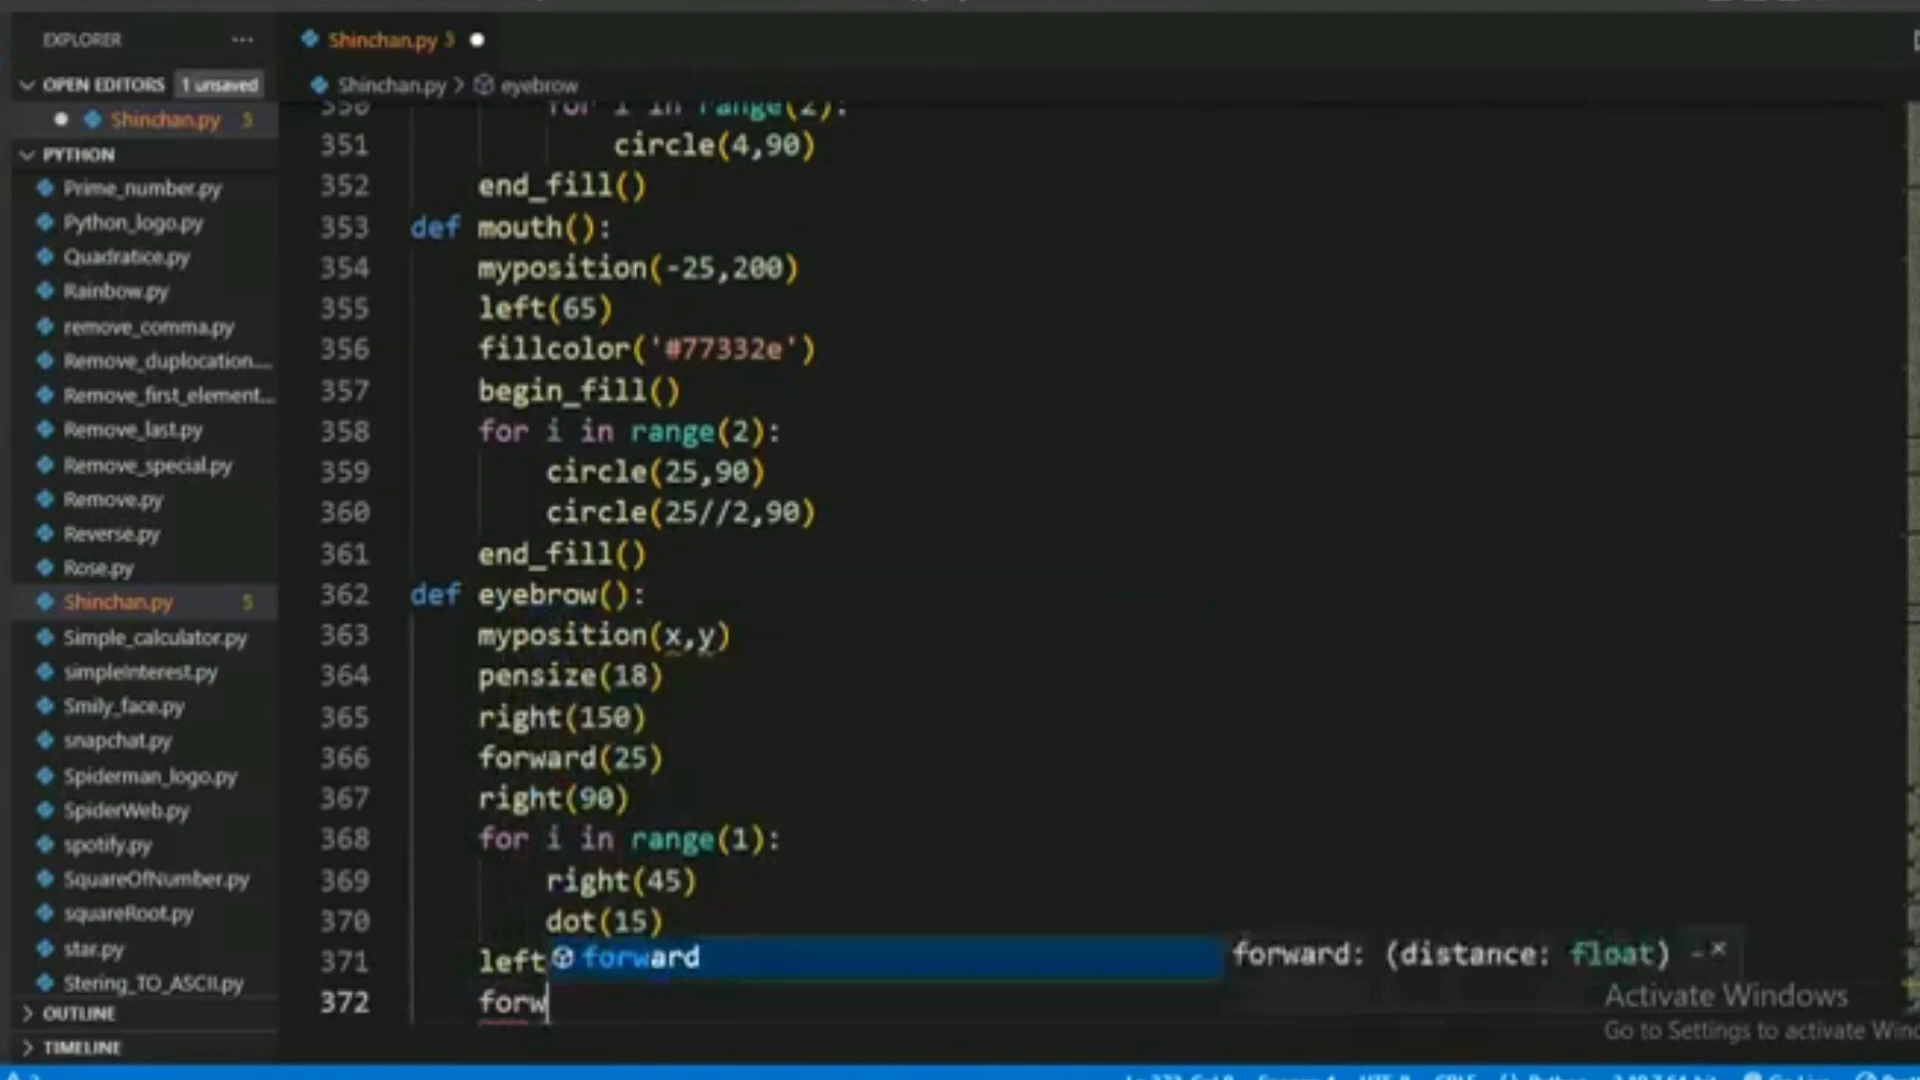 EXPLORER ···
OPEN EDITORS 1 unsaved
Shinchan.py 5
PYTHON
Prime_number.py
Python_logo.py
Quadratice.py
Rainbow.py
remove_comma.py
Remove_duplocation....
Remove_first_element...
Remove_last.py
Remove_special.py
Remove.py
Reverse.py
Rose.py
Shinchan.py 5
Simple_calculator.py
simpleInterest.py
Smily_face.py
snapchat.py
Spiderman_logo.py
SpiderWeb.py
spotify.py
SquareOfNumber.py
squareRoot.py
star.py
Stering_TO_ASCII.py
OUTLINE
TIMELINE
Shinchan.py 5
Shinchan.py > eyebrow
350 for i in range(2):
351 circle(4,90)
352 end_fill()
353 def mouth():
354 myposition(-25,200)
355 left(65)
356 fillcolor('#77332e')
357 begin_fill()
358 for i in range(2):
359 circle(25,90)
360 circle(25//2,90)
361 end_fill()
362 def eyebrow():
363 myposition(x,y)
364 pensize(18)
365 right(150)
366 forward(25)
367 right(90)
368 for i in range(1):
369 right(45)
370 dot(15)
371 left
372 forw
forward
forward: (distance: float) - ×
Activate Windows
Go to Settings to activate Win